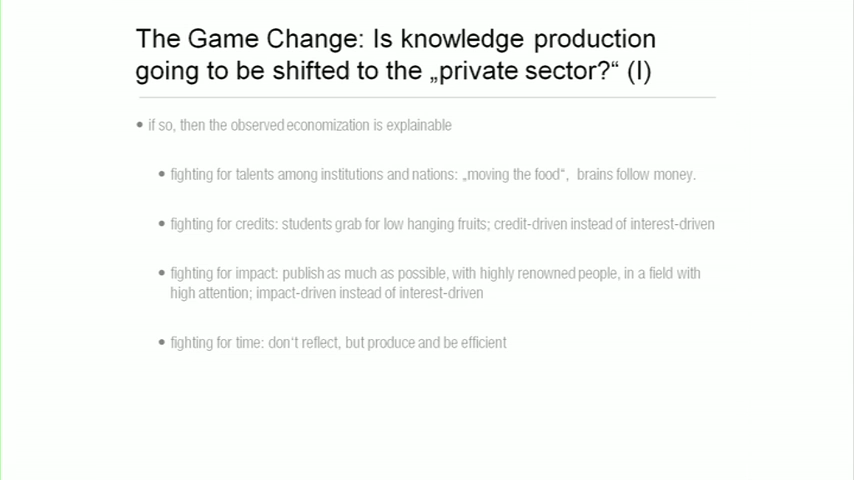 The Game Change: Is knowledge production
going to be shifted to the „private sector?“ (I)
• if so, then the observed economization is explainable
• fighting for talents among institutions and nations: „moving the food“, brains follow money.
• fighting for credits: students grab for low hanging fruits; credit-driven instead of interest-driven
• fighting for impact: publish as much as possible, with highly renowned people, in a field with
high attention; impact-driven instead of interest-driven
• fighting for time: don‘t reflect, but produce and be efficient